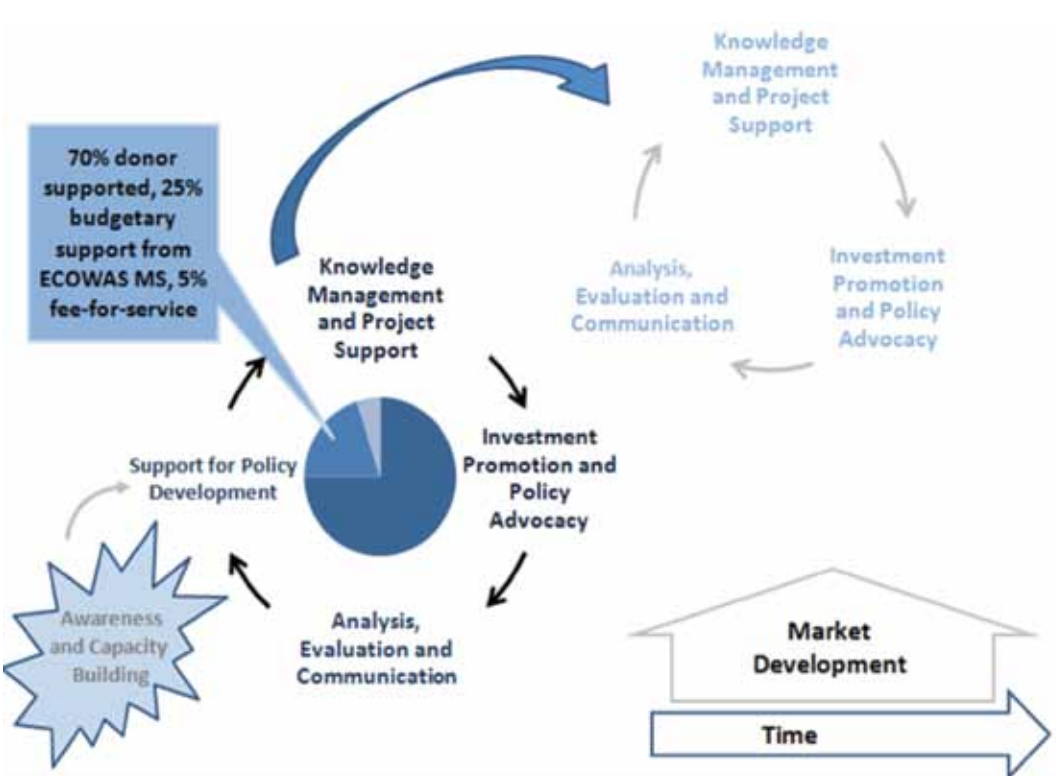 Knowledge
Management
and Project
Support
70% donor
supported, 25%
budgetary
support from
ECOWAS MS, 5%
fee-for-service
Knowledge
Management
and Project
Support
Analysis,
Evaluation and
Communication
Investment
Promotion
and Policy
Advocacy
Support for Policy
Development
Investment
Promotion and
Policy
Advocacy
Awareness
and Capacity
Building
Analysis,
Evaluation and
Communication
Market
Development
Time